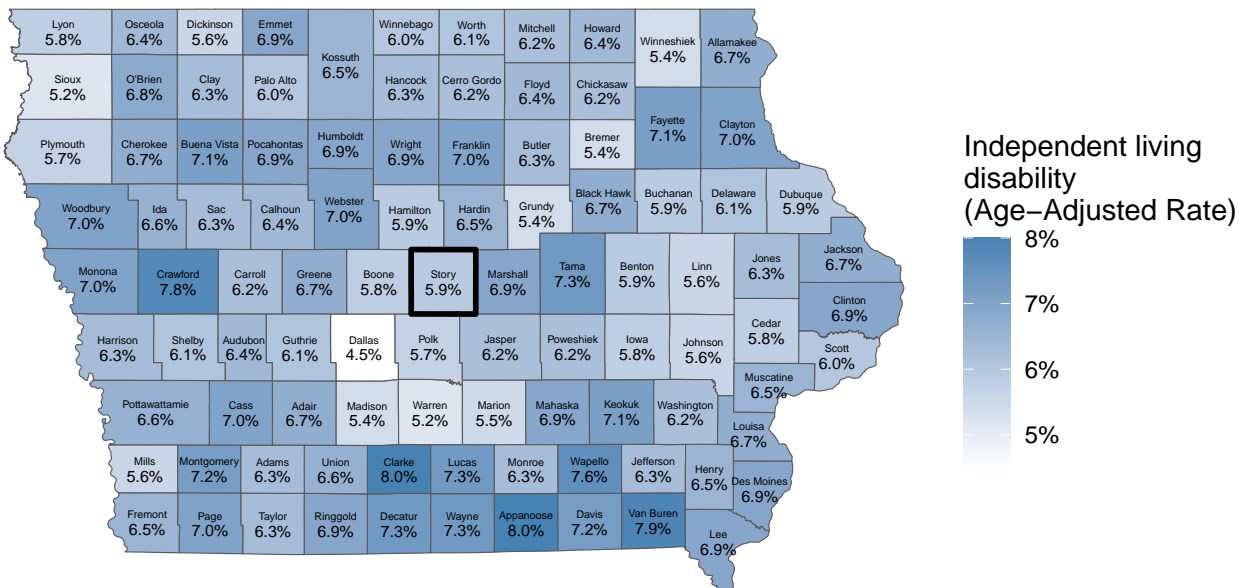 Lyon Osceola Dickinson Emmet Winnebago Worth Mitchell Howard Winneshiek Allamakee
5.8% 6.4% 5.6% 6.9% 6.0% 6.1% 6.2% 6.4% 5.4% 6.7%
Kossuth
6.5%
Sioux O'Brien Clay Palo Alto Hancock Cerro Gordo Floyd Chickasaw
5.2% 6.8% 6.3% 6.0% 6.3% 6.2% 6.4% 6.2%
Fayette Clayton
7.1% 7.0%
Plymouth Cherokee Buena Vista Pocahontas Humboldt Wright Franklin Butler Bremer
5.7% 6.7% 7.1% 6.9% 6.9% 6.9% 7.0% 6.3% 5.4%
Woodbury Ida Sac Calhoun Webster Hamilton Hardin Grundy Black Hawk Buchanan Delaware Dubuque
7.0% 6.6% 6.3% 6.4% 7.0% 5.9% 6.5% 5.4% 6.7% 5.9% 6.1% 5.9%
Monona Crawford Carroll Greene Boone Story Marshall Tama Benton Linn Jones Jackson
7.0% 7.8% 6.2% 6.7% 5.8% 5.9% 6.9% 7.3% 5.9% 5.6% 6.3% 6.7%
Clinton
6.9%
Harrison Shelby Audubon Guthrie Dallas Polk Jasper Poweshiek Iowa Johnson Cedar Scott
6.3% 6.1% 6.4% 6.1% 4.5% 5.7% 6.2% 6.2% 5.8% 5.6% 5.8% 6.0%
Muscatine
6.5%
Pottawattamie Cass Adair Madison Warren Marion Mahaska Keokuk Washington Louisa
6.6% 7.0% 6.7% 5.4% 5.2% 5.5% 6.9% 7.1% 6.2% 6.7%
Mills Montgomery Adams Union Clarke Lucas Monroe Wapello Jefferson Henry Des Moines
5.6% 7.2% 6.3% 6.6% 8.0% 7.3% 6.3% 7.6% 6.3% 6.5% 6.9%
Fremont Page Taylor Ringgold Decatur Wayne Appanoose Davis Van Buren Lee
6.5% 7.0% 6.3% 6.9% 7.3% 7.3% 8.0% 7.2% 7.9% 6.9%
Independent living
disability
(Age−Adjusted Rate)
8%
7%
6%
5%